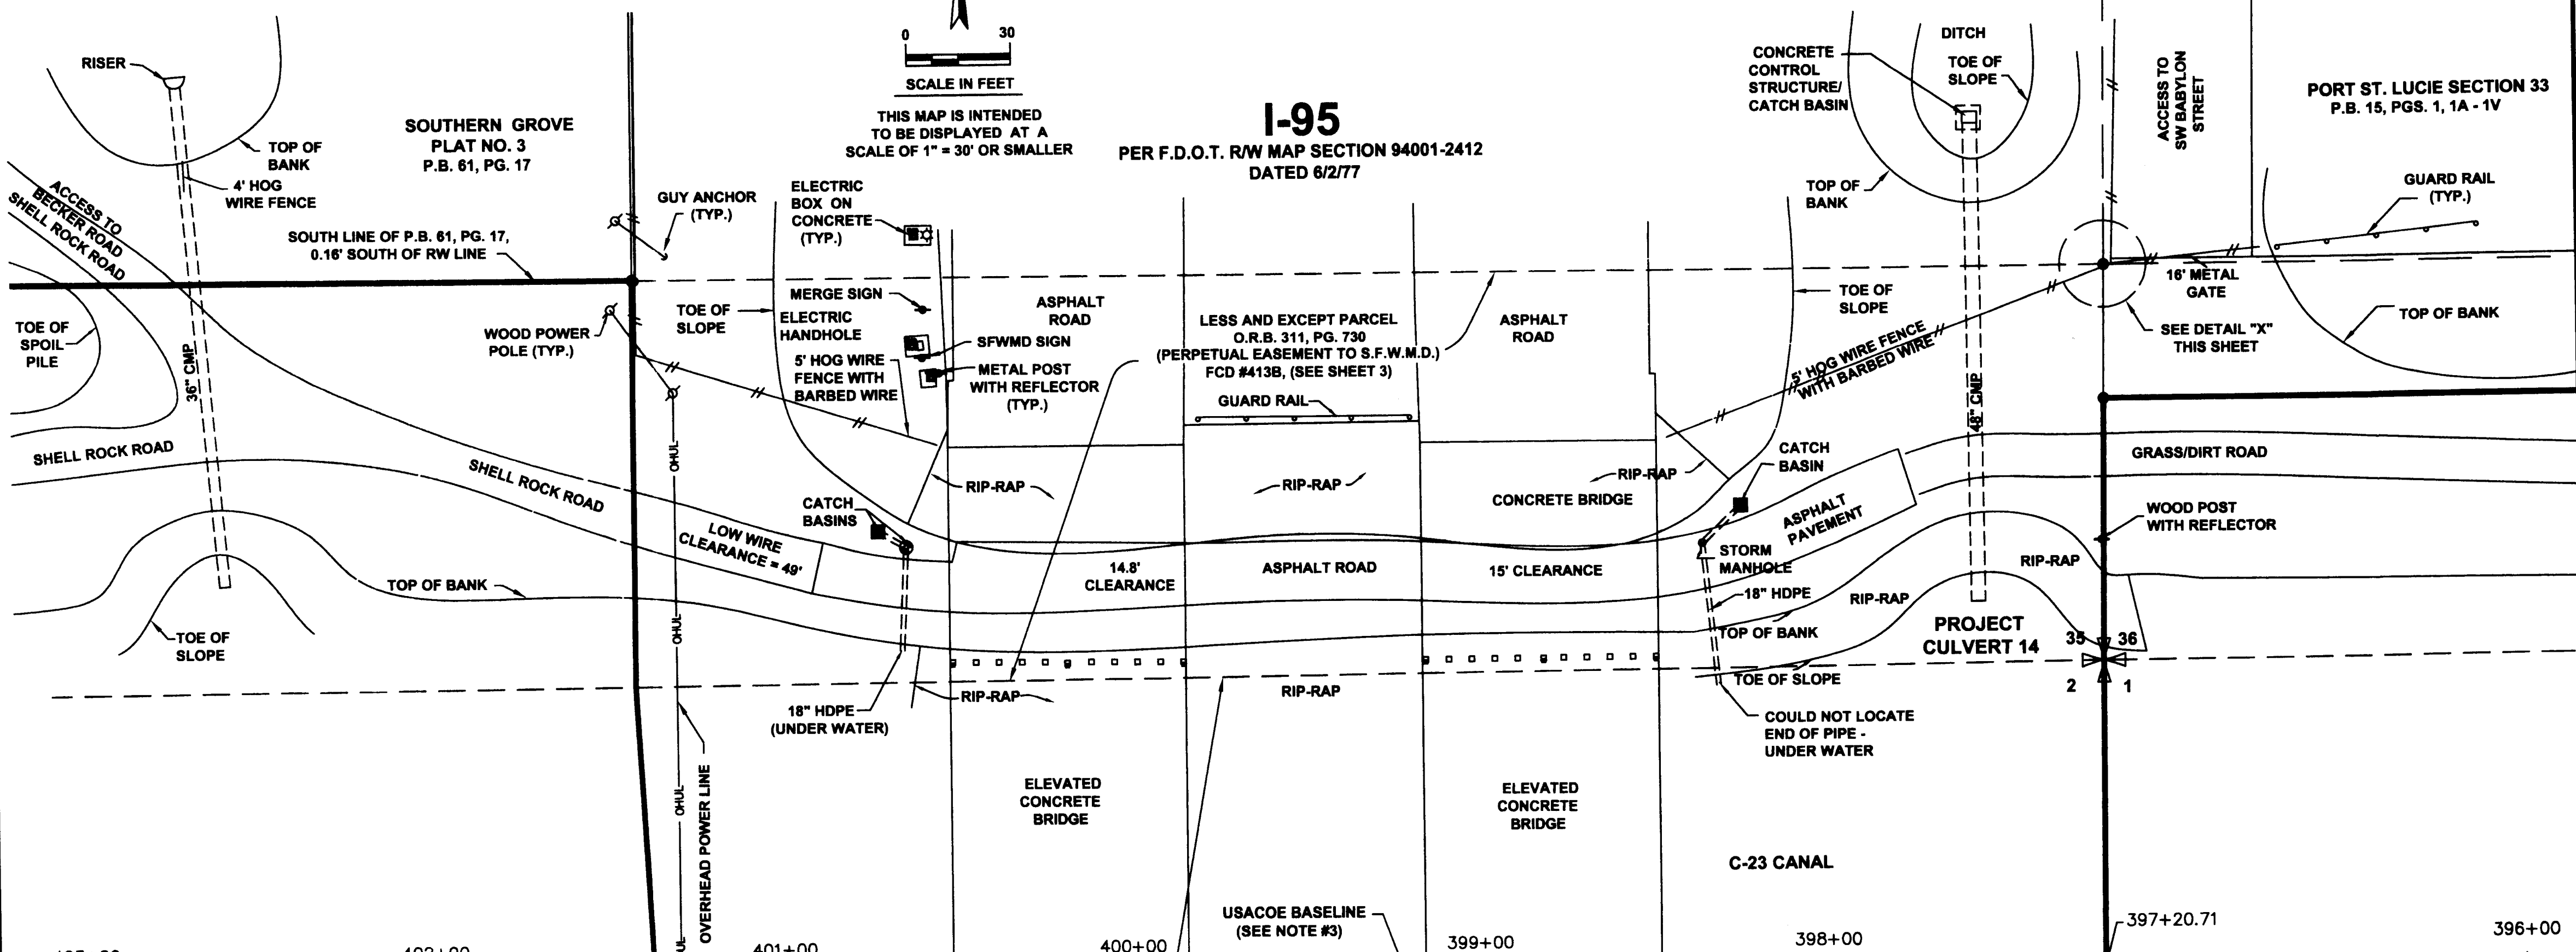 RISER
TOP OF
BANK
4' HOG
WIRE FENCE
ACCESS TO
BECKER ROAD
SHELL ROCK ROAD
SOUTHERN GROVE
PLAT NO. 3
P.B. 61, PG. 17
SOUTH LINE OF P.B. 61, PG. 17,
0.16' SOUTH OF RW LINE
TOE OF
SPOIL
PILE
36" CMP
SHELL ROCK ROAD
SHELL ROCK ROAD
TOP OF BANK
TOE OF
SLOPE
WOOD POWER
POLE (TYP.)
GUY ANCHOR
(TYP.)
TOE OF
SLOPE
0 30
SCALE IN FEET
THIS MAP IS INTENDED
TO BE DISPLAYED AT A
SCALE OF 1" = 30' OR SMALLER
I-95
PER F.D.O.T. R/W MAP SECTION 94001-2412
DATED 6/2/77
ELECTRIC
BOX ON
CONCRETE
(TYP.)
MERGE SIGN
ELECTRIC
HANDHOLE
5' HOG WIRE
FENCE WITH
BARBED WIRE
SFWMD SIGN
METAL POST
WITH REFLECTOR
(TYP.)
ASPHALT
ROAD
LESS AND EXCEPT PARCEL
O.R.B. 311, PG. 730
(PERPETUAL EASEMENT TO S.F.W.M.D.)
FCD #413B, (SEE SHEET 3)
GUARD RAIL
ASPHALT
ROAD
RIP-RAP
RIP-RAP
RIP-RAP
CONCRETE BRIDGE
CATCH
BASINS
LOW WIRE
CLEARANCE = 49'
OHUL
OHUL
OHUL
OHUL
UL
OVERHEAD POWER LINE
14.8'
CLEARANCE
ASPHALT ROAD
15' CLEARANCE
18" HDPE
(UNDER WATER)
RIP-RAP
RIP-RAP
ELEVATED
CONCRETE
BRIDGE
ELEVATED
CONCRETE
BRIDGE
USACOE BASELINE
(SEE NOTE #3)
CONCRETE
CONTROL
STRUCTURE/
CATCH BASIN
DITCH
TOE OF
SLOPE
TOP OF
BANK
TOE OF
SLOPE
5' HOG WIRE FENCE
WITH BARBED WIRE
48" CMP
CATCH
BASIN
ASPHALT
PAVEMENT
STORM
MANHOLE
18" HDPE
TOP OF BANK
TOE OF SLOPE
COULD NOT LOCATE
END OF PIPE -
UNDER WATER
RIP-RAP
RIP-RAP
PROJECT
CULVERT 14
35 36
2 1
C-23 CANAL
ACCESS TO
SW BABYLON
STREET
PORT ST. LUCIE SECTION 33
P.B. 15, PGS. 1, 1A - 1V
GUARD RAIL
(TYP.)
16' METAL
GATE
SEE DETAIL "X"
THIS SHEET
TOP OF BANK
GRASS/DIRT ROAD
WOOD POST
WITH REFLECTOR
401+00
400+00
399+00
398+00
397+20.71
396+00